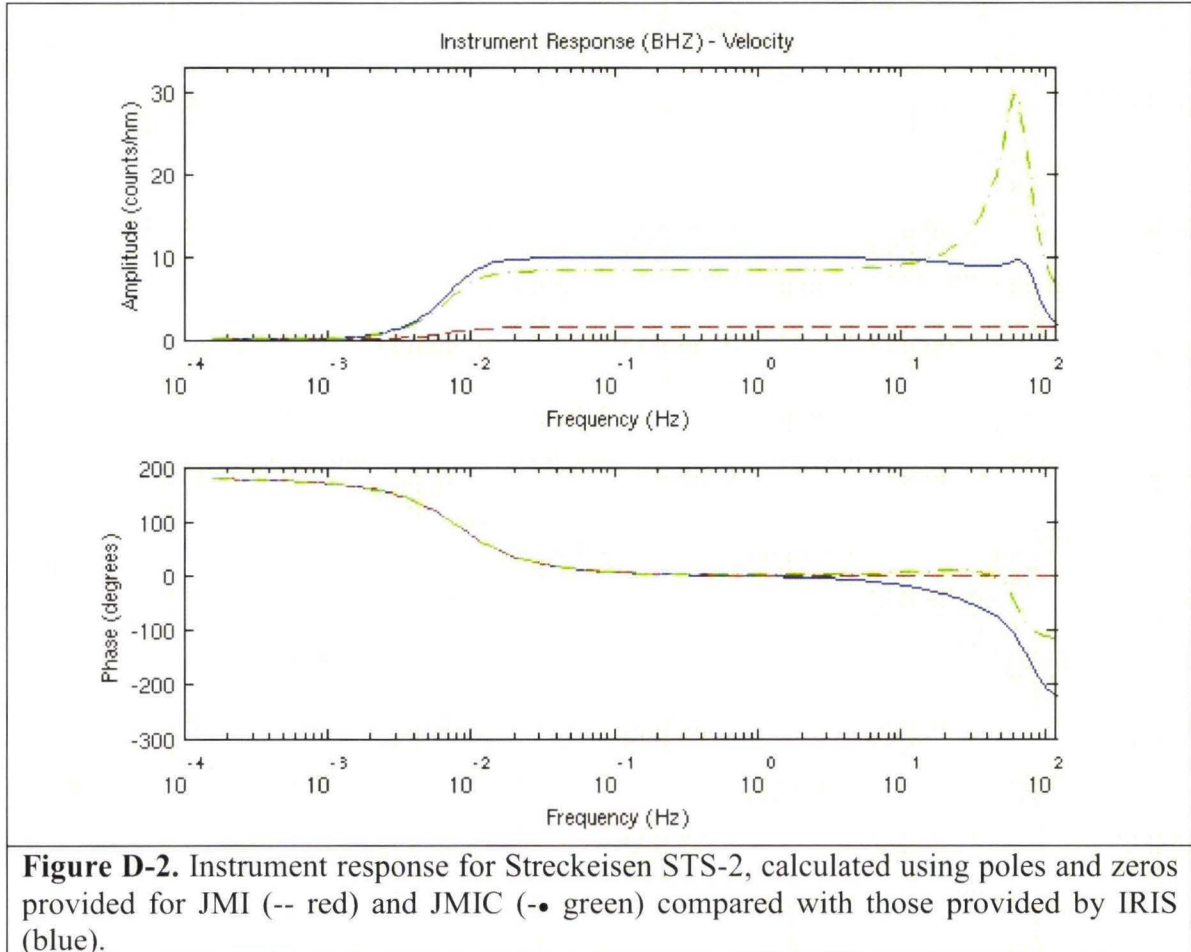 Instrument Response (BHZ) - Velocity
Amplitude (counts/nm)
30
20
10
0
10^-4 10^-3 10^-2 10^-1 10^0 10^1 10^2
Frequency (Hz)
Phase (degrees)
200
100
0
-100
-200
-300
10^-4 10^-3 10^-2 10^-1 10^0 10^1 10^2
Frequency (Hz)
Figure D-2. Instrument response for Streckeisen STS-2, calculated using poles and zeros
provided for JMI (-- red) and JMIC (-• green) compared with those provided by IRIS
(blue).